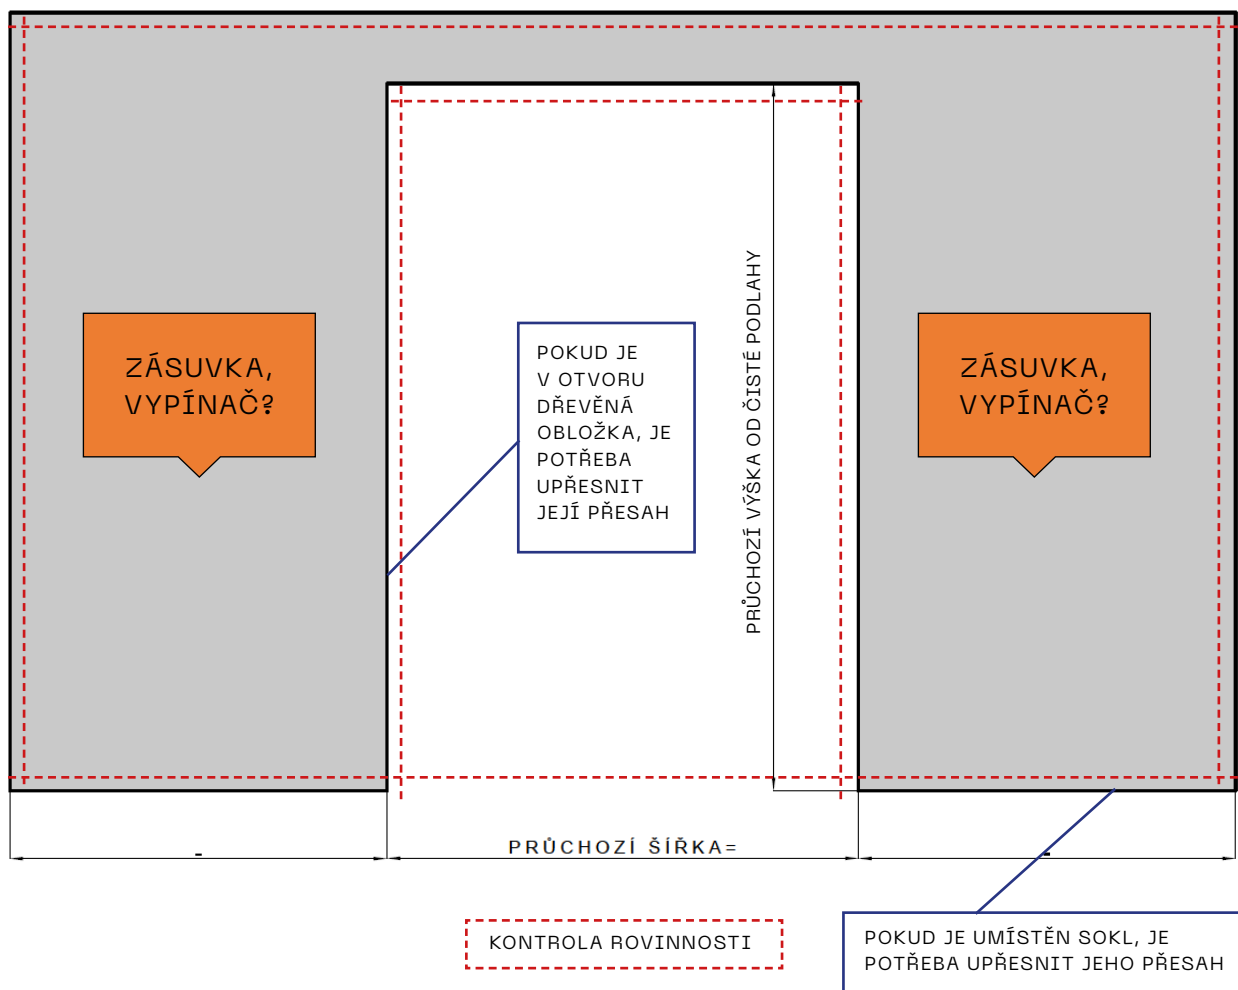 ZÁSUVKA,
VYPÍNAČ?
POKUD JE
V OTVORU
DŘEVĚNÁ
OBLOŽKA, JE
POTŘEBA
UPŘESNIT
JEJÍ PŘESAH
PRŮCHOZÍ VÝŠKA OD ČISTÉ PODLAHY
ZÁSUVKA,
VYPÍNAČ?
PRŮCHOZÍ ŠÍŘKA=
KONTROLA ROVINNOSTI
POKUD JE UMÍSTĚN SOKL, JE
POTŘEBA UPŘESNIT JEHO PŘESAH